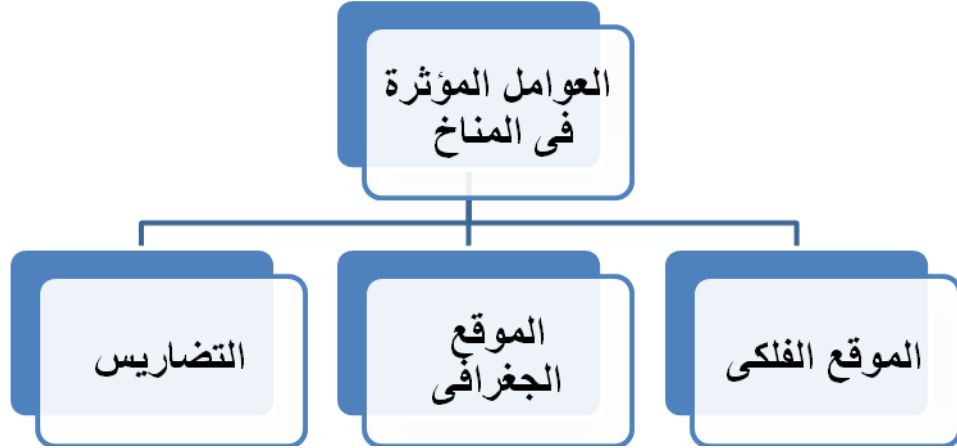 العوامل المؤثرة
فى المناخ
الموقع الفلكى
الموقع
الجغرافى
التضاريس